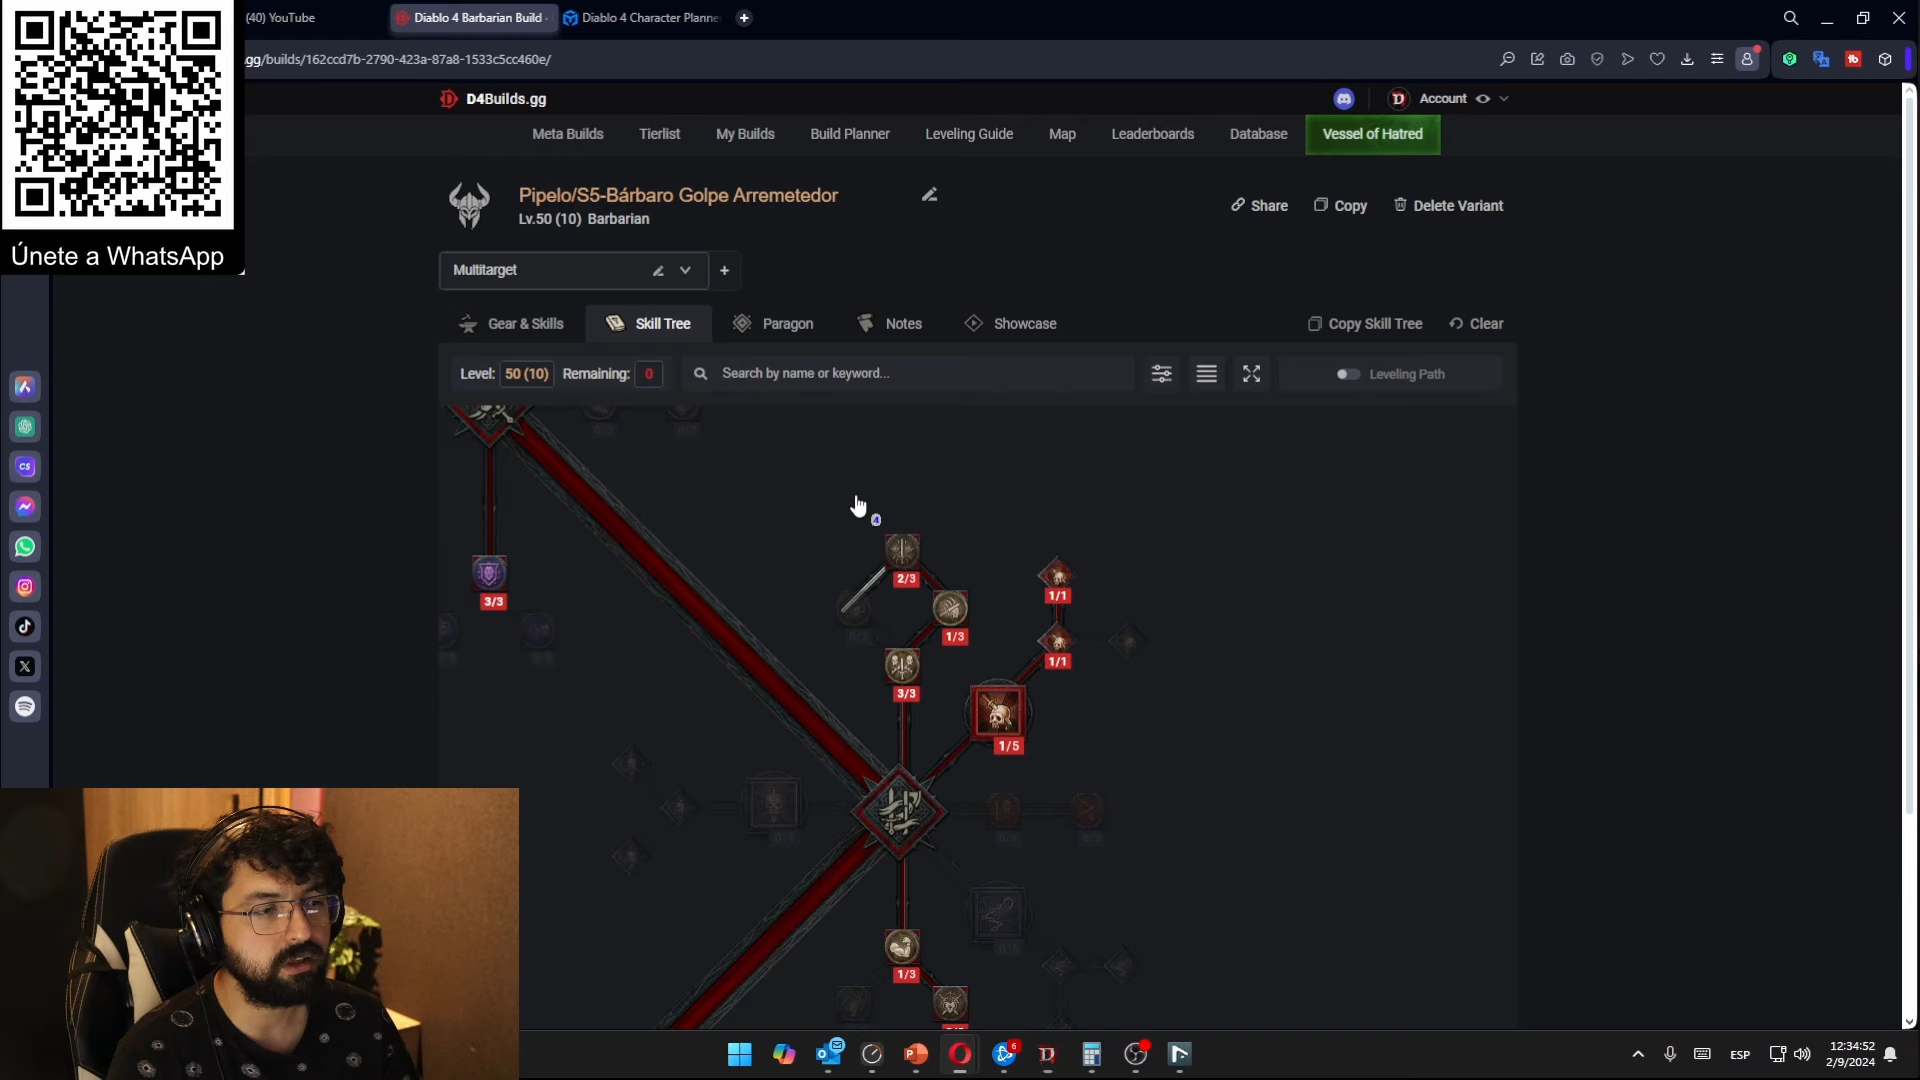 (40) YouTube
Diablo 4 Barbarian Build -
Diablo 4 Character Planne
gg/builds/162ccd7b-2790-423a-87a8-1533c5cc460e/
Únete a WhatsApp
D4Builds.gg
Account
Meta Builds
Tierlist
My Builds
Build Planner
Leveling Guide
Map
Leaderboards
Database
Vessel of Hatred
Pipelo/S5-Bárbaro Golpe Arremetedor
Lv.50 (10) Barbarian
Share
Copy
Delete Variant
Multitarget
Gear & Skills
Skill Tree
Paragon
Notes
Showcase
Copy Skill Tree
Clear
Level: 50 (10) Remaining: 0
Search by name or keyword...
Leveling Path
4
2/3
1/1
3/3
1/3
1/1
3/3
1/5
1/3
CS
6
ESP
12:34:52
2/9/2024